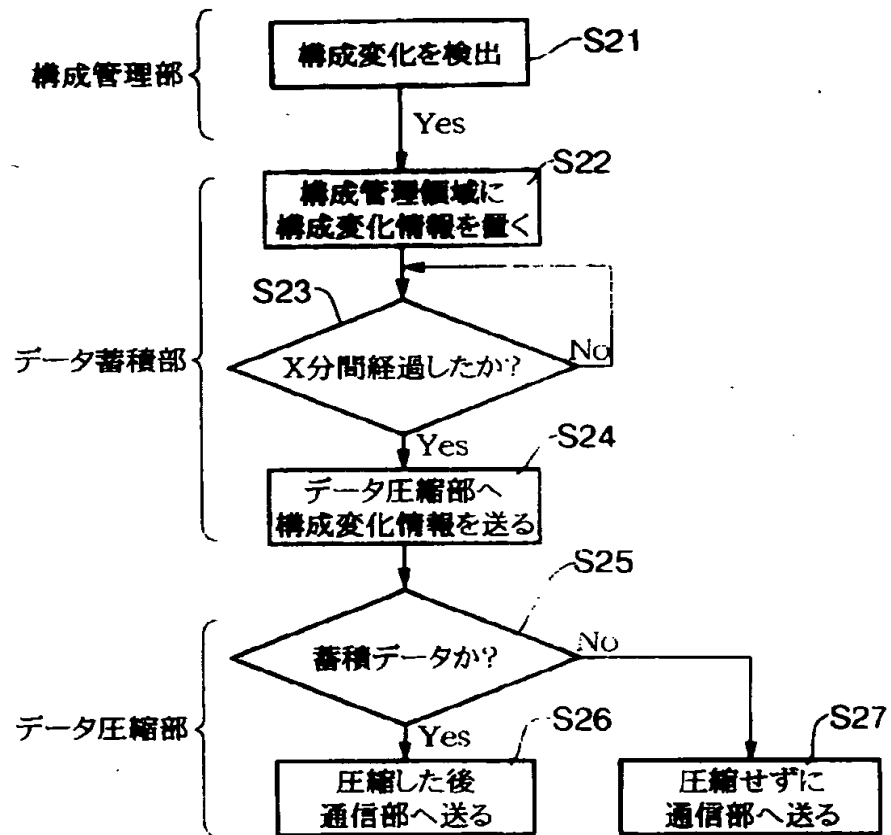 構成管理部
構成変化を検出
S21
Yes
S22
構成管理領域に
構成変化情報を置く
S23
データ蓄積部
X分間経過したか?
No
Yes
S24
データ圧縮部へ
構成変化情報を送る
S25
蓄積データか?
No
データ圧縮部
Yes
S26
圧縮した後
通信部へ送る
S27
圧縮せずに
通信部へ送る